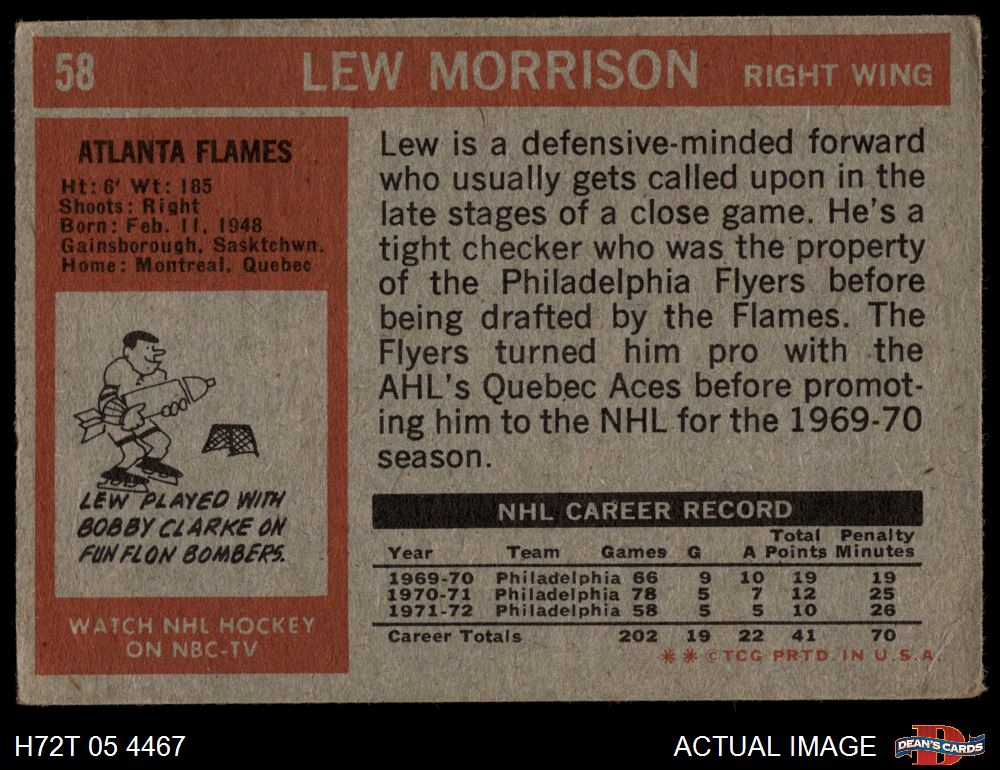 58 LEW MORRISON RIGHT WING
ATLANTA FLAMES
Ht: 6' Wt: 185
Shoots: Right
Born: Feb. 11, 1948
Gainsborough, Sasktchwn.
Home: Montreal, Quebec
LEW PLAYED WITH
BOBBY CLARKE ON
FUN FLON BOMBERS.
WATCH NHL HOCKEY
ON NBC-TV
Lew is a defensive-minded forward
who usually gets called upon in the
late stages of a close game. He's a
tight checker who was the property
of the Philadelphia Flyers before
being drafted by the Flames. The
Flyers turned him pro with the
AHL's Quebec Aces before promot-
ing him to the NHL for the 1969-70
season.
NHL CAREER RECORD
Total Penalty
Year Team Games G A Points Minutes
1969-70 Philadelphia 66 9 10 19 19
1970-71 Philadelphia 78 5 7 12 25
1971-72 Philadelphia 58 5 5 10 26
Career Totals 202 19 22 41 70
* * © T.C.G. PRTD. IN U.S.A.
H72T 05 4467
ACTUAL IMAGE
D
DEAN'S CARDS